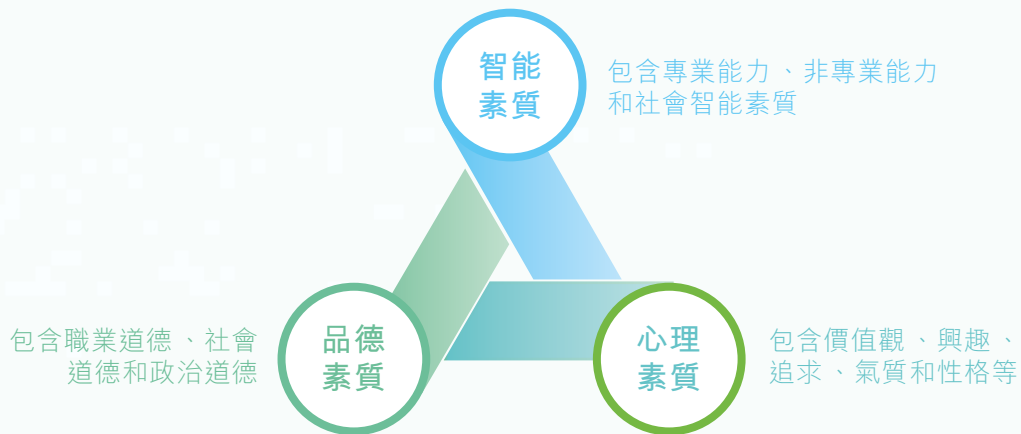 智能
素質
包含專業能力、非專業能力
和社會智能素質
品德
素質
包含職業道德、社會
道德和政治道德
心理
素質
包含價值觀、興趣、
追求、氣質和性格等